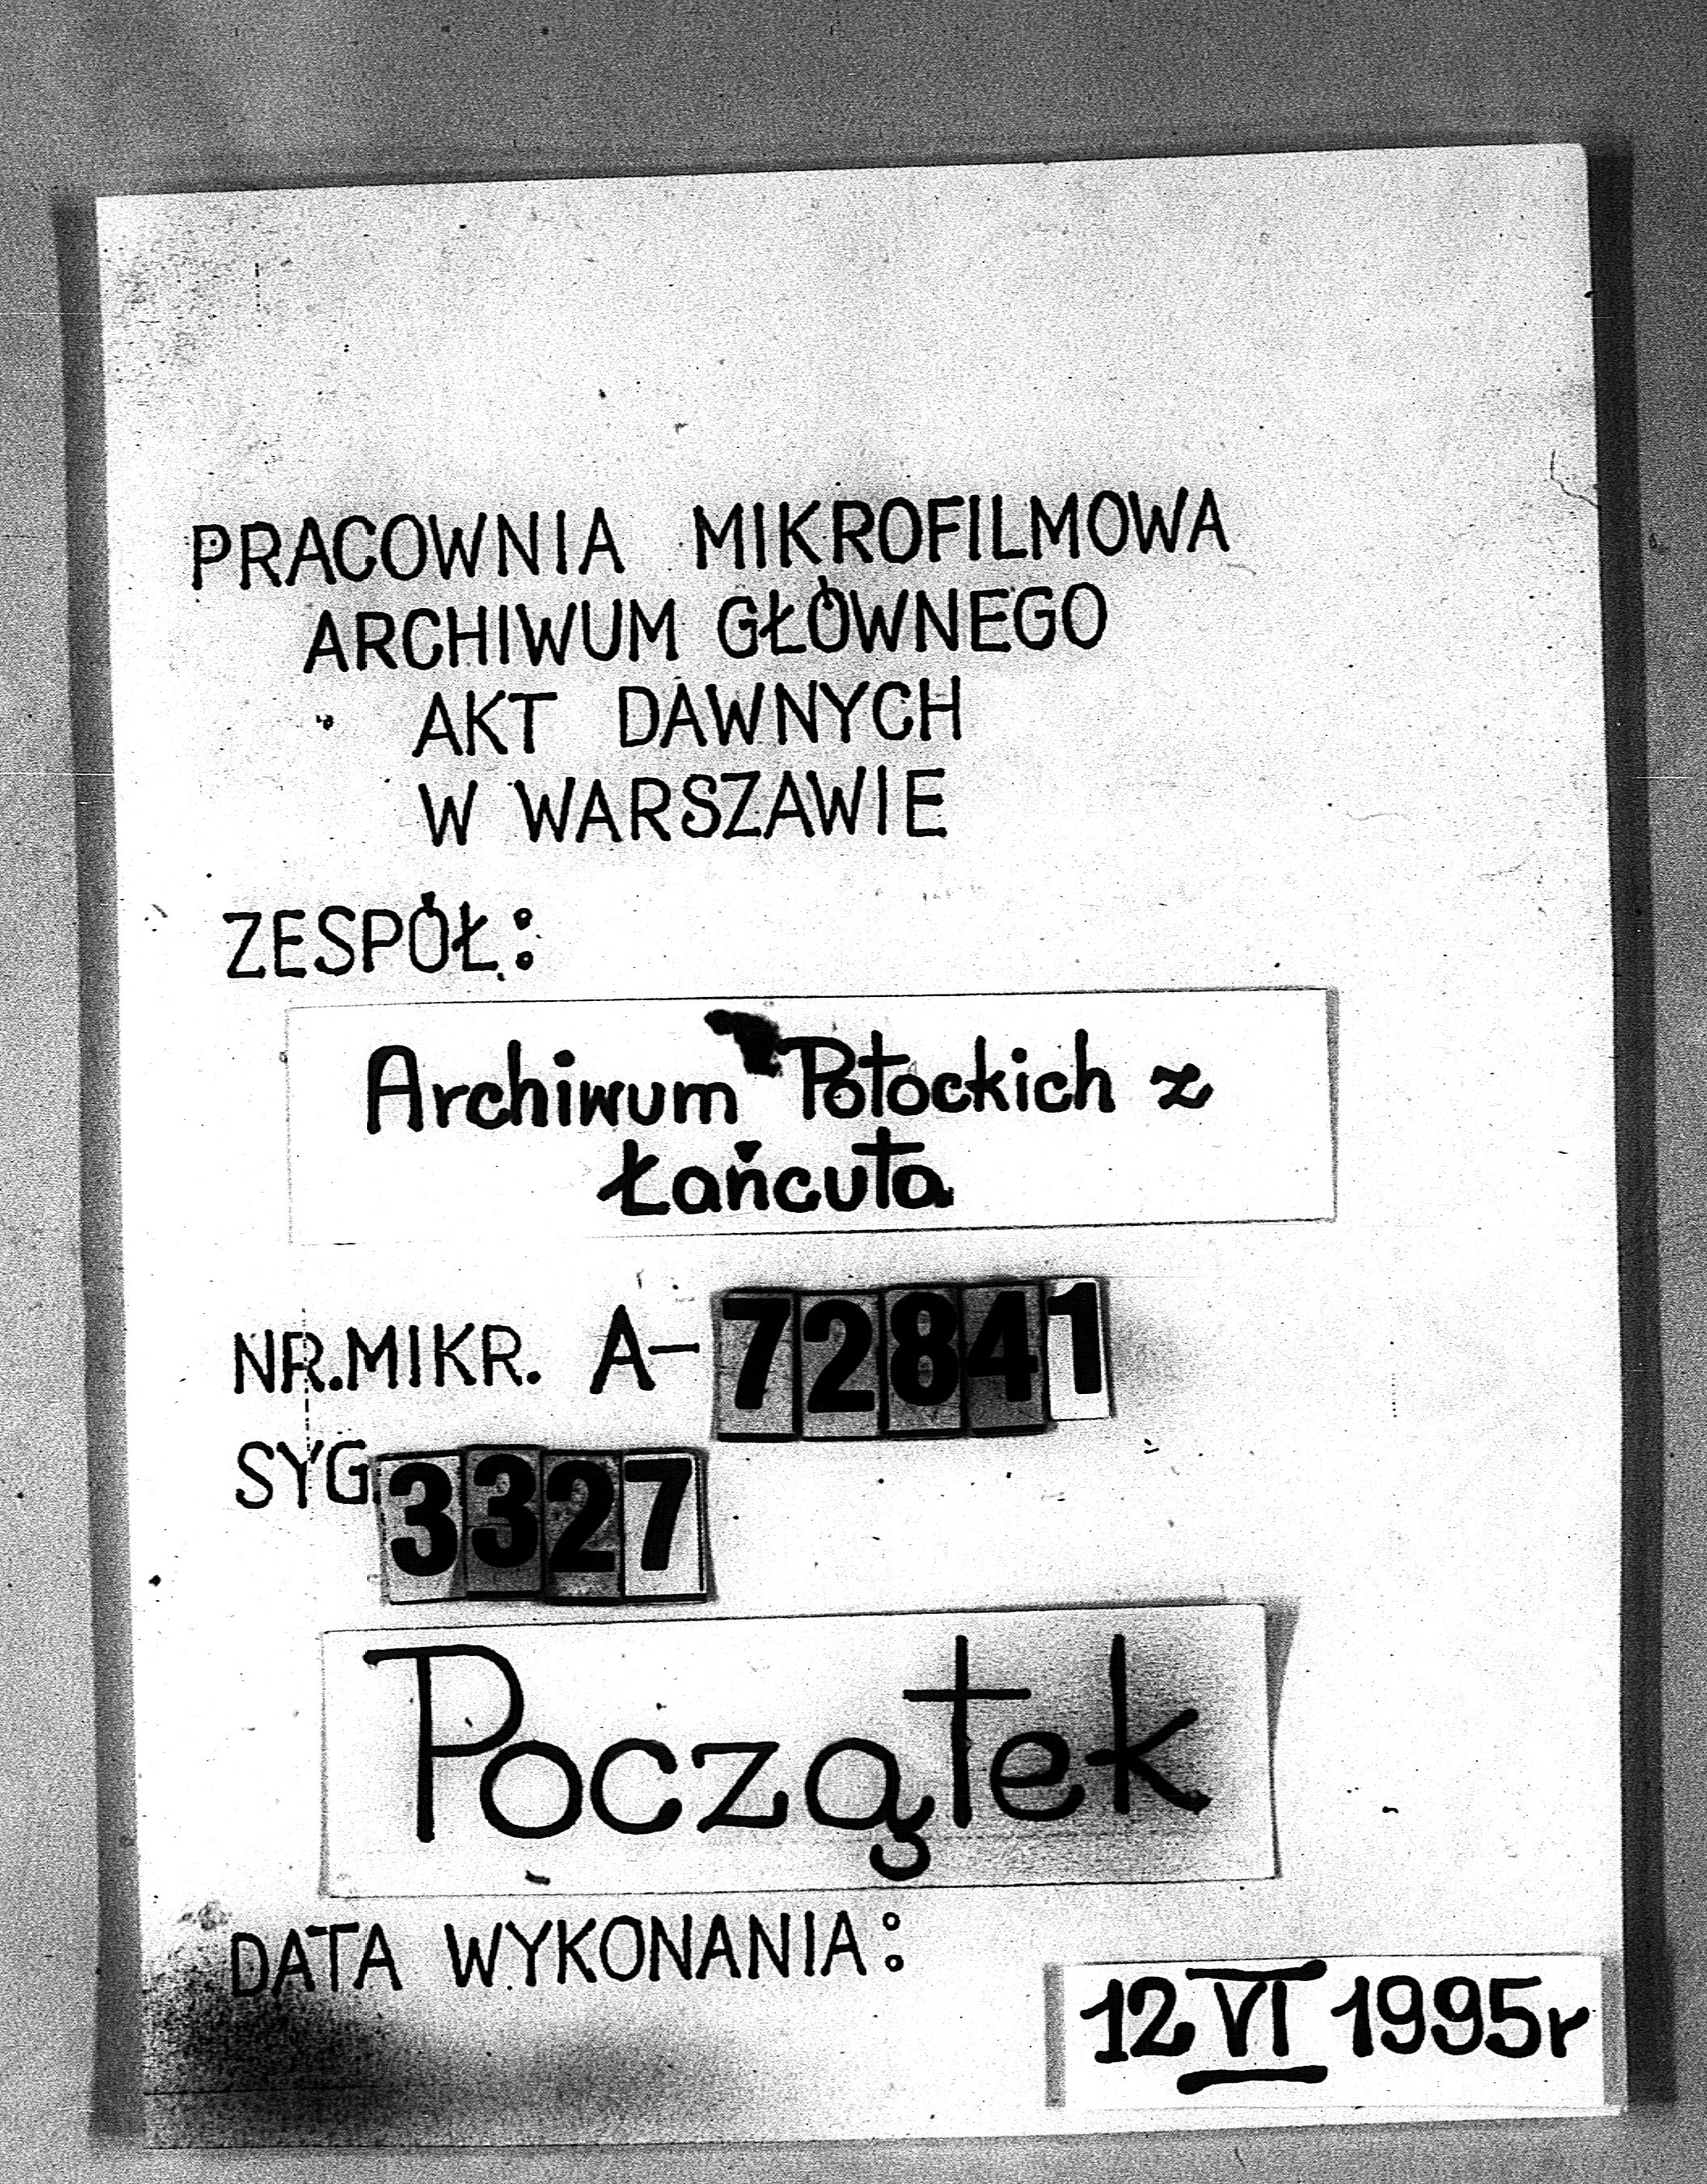 PRACOWNIA MIKROFILMOWA
ARCHIWUM GŁÓWNEGO
AKT DAWNYCH
W WARSZAWIE
ZESPÓŁ:
Archiwum Potockich z
Łańcuta
NR.MIKR. A-72841
SYG.3327
Początek
DATA WYKONANIA:
12 VI 1995r